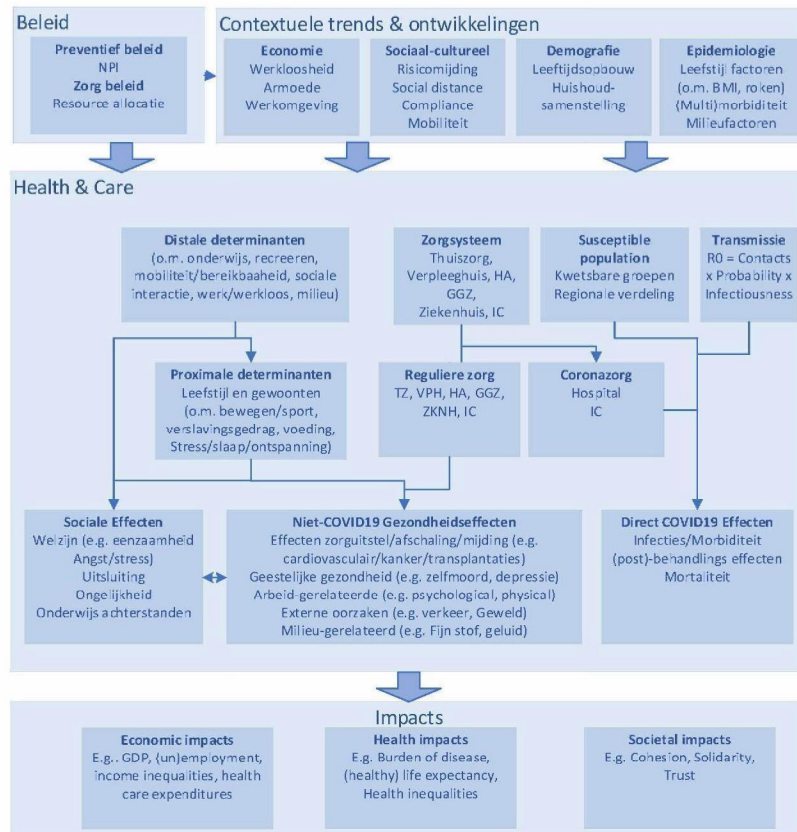 Beleid
Preventief beleid
NPI
Zorg beleid
Resource allocatie
Contextuele trends & ontwikkelingen
Economie
Werkloosheid
Armoede
Werkomgeving
Sociaal-cultureel
Risicomijding
Social distance
Compliance
Mobiliteit
Demografie
Leeftijdsopbouw
Huishoud-
samenstelling
Epidemiologie
Leefstijl factoren
(o.m. BMI, roken)
(Multi)morbiditeit
Milieufactoren
Health & Care
Distale determinanten
(o.m. onderwijs, recreeren,
mobiliteit/bereikbaaheid, sociale
interactie, werk/werkloos, milieu)
Zorgsysteem
Thuiszorg,
Verpleeghuis, HA,
GGZ,
Ziekenhuis, IC
Susceptible
population
Kwetsbare groepen
Regionale verdeling
Transmissie
R0 = Contacts
x Probability x
Infectiousness
Proximale determinanten
Leefstijl en gewoonten
(o.m. bewegen/sport,
verslavingsgedrag, voeding,
Stress/slaap/ontspanning)
Reguliere zorg
TZ, VPH, HA, GGZ,
ZKNH, IC
Coronazorg
Hospital
IC
Sociale Effecten
Welzijn (e.g. eenzaamheid
Angst/stress)
Uitsluiting
Ongelijkheid
Onderwijs achterstanden
Niet-COVID19 Gezondheidseffecten
Effecten zorguitstel/afschaling/mijding (e.g.
cardiovasculair/kanker/transplantaties)
Geestelijke gezondheid (e.g. zelfmoord, depressie)
Arbeid-gerelateerde (e.g. psychological, physical)
Externe oorzaken (e.g. verkeer, Geweld)
Milieu-gerelateerd (e.g. Fijn stof, geluid)
Direct COVID19 Effecten
Infecties/Morbiditeit
(post)-behandlings effecten
Mortaliteit
Impacts
Economic impacts
E.g.. GDP, (un)employment,
income inequalities, health
care expenditures
Health impacts
E.g. Burden of disease,
(healthy) life expectancy,
Health inequalities
Societal impacts
E.g. Cohesion, Solidarity,
Trust